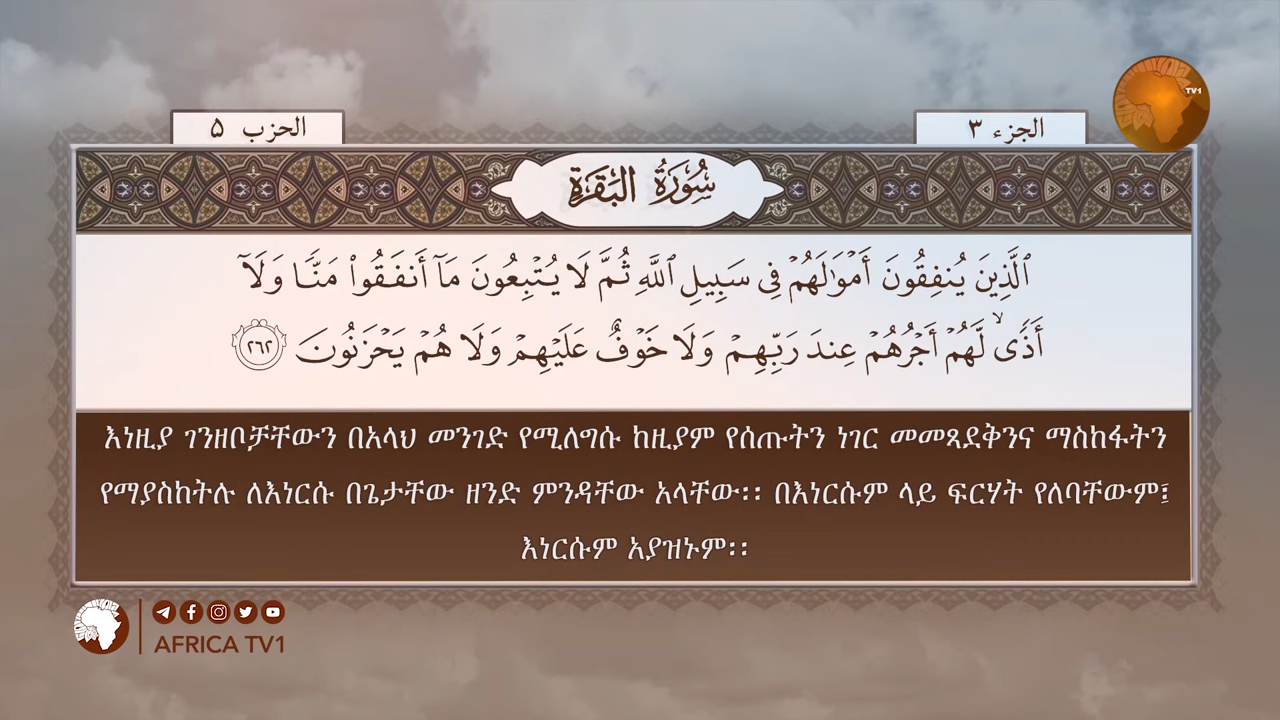 الحزب ٥
الجزء ٣
TV1
سُورَةُ البَقَرَةِ
ٱلَّذِينَ يُنفِقُونَ أَمۡوَٰلَهُمۡ فِي سَبِيلِ ٱللَّهِ ثُمَّ لَا يُتۡبِعُونَ مَآ أَنفَقُواْ مَنّٗا وَلَآ
أَذٗى لَّهُمۡ أَجۡرُهُمۡ عِندَ رَبِّهِمۡ وَلَا خَوۡفٌ عَلَيۡهِمۡ وَلَا هُمۡ يَحۡزَنُونَ ٢٦٢
እነዚያ ገንዘቦቻቸውን በአላህ መንገድ የሚለግሱ ከዚያም የሰጡትን ነገር መመጻደቅንና ማስከፋትን
የማያስከትሉ ለእነርሱ በጌታቸው ዘንድ ምንዳቸው አላቸው፡፡ በእነርሱም ላይ ፍርሃት የለባቸውም፤
እነርሱም አያዝኑም፡፡
AFRICA TV1